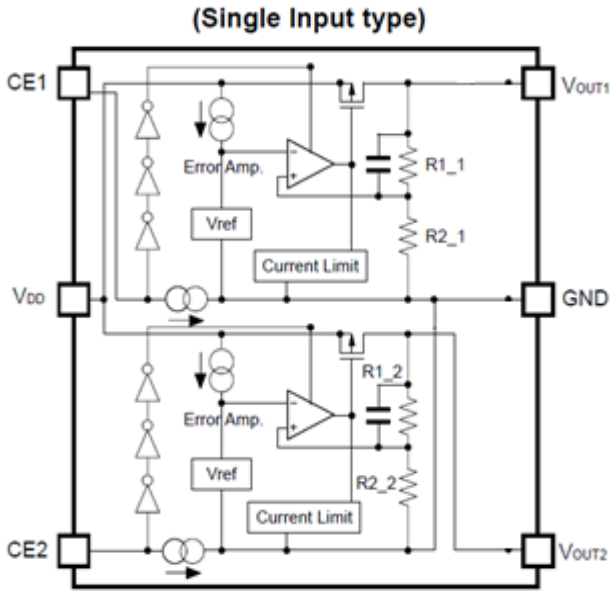 (Single Input type)
CE1
VOUT1
Error Amp.
−
+
R1_1
Vref
R2_1
Current Limit
VDD
GND
R1_2
Error Amp.
−
+
Vref
R2_2
Current Limit
CE2
VOUT2